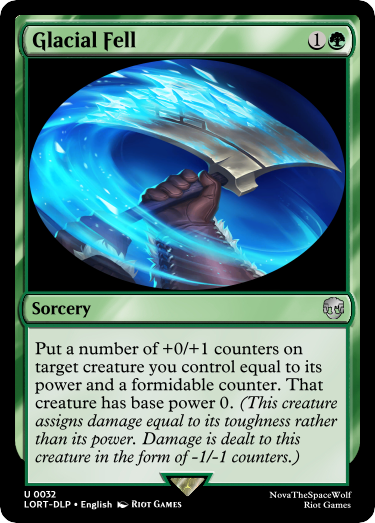 Glacial Fell
1
Sorcery
Put a number of +0/+1 counters on
target creature you control equal to its
power and a formidable counter. That
creature has base power 0. (This creature
assigns damage equal to its toughness rather
than its power. Damage is dealt to this
creature in the form of -1/-1 counters.)
U 0032
NovaTheSpaceWolf
LORT-DLP • English RIOT GAMES
Riot Games